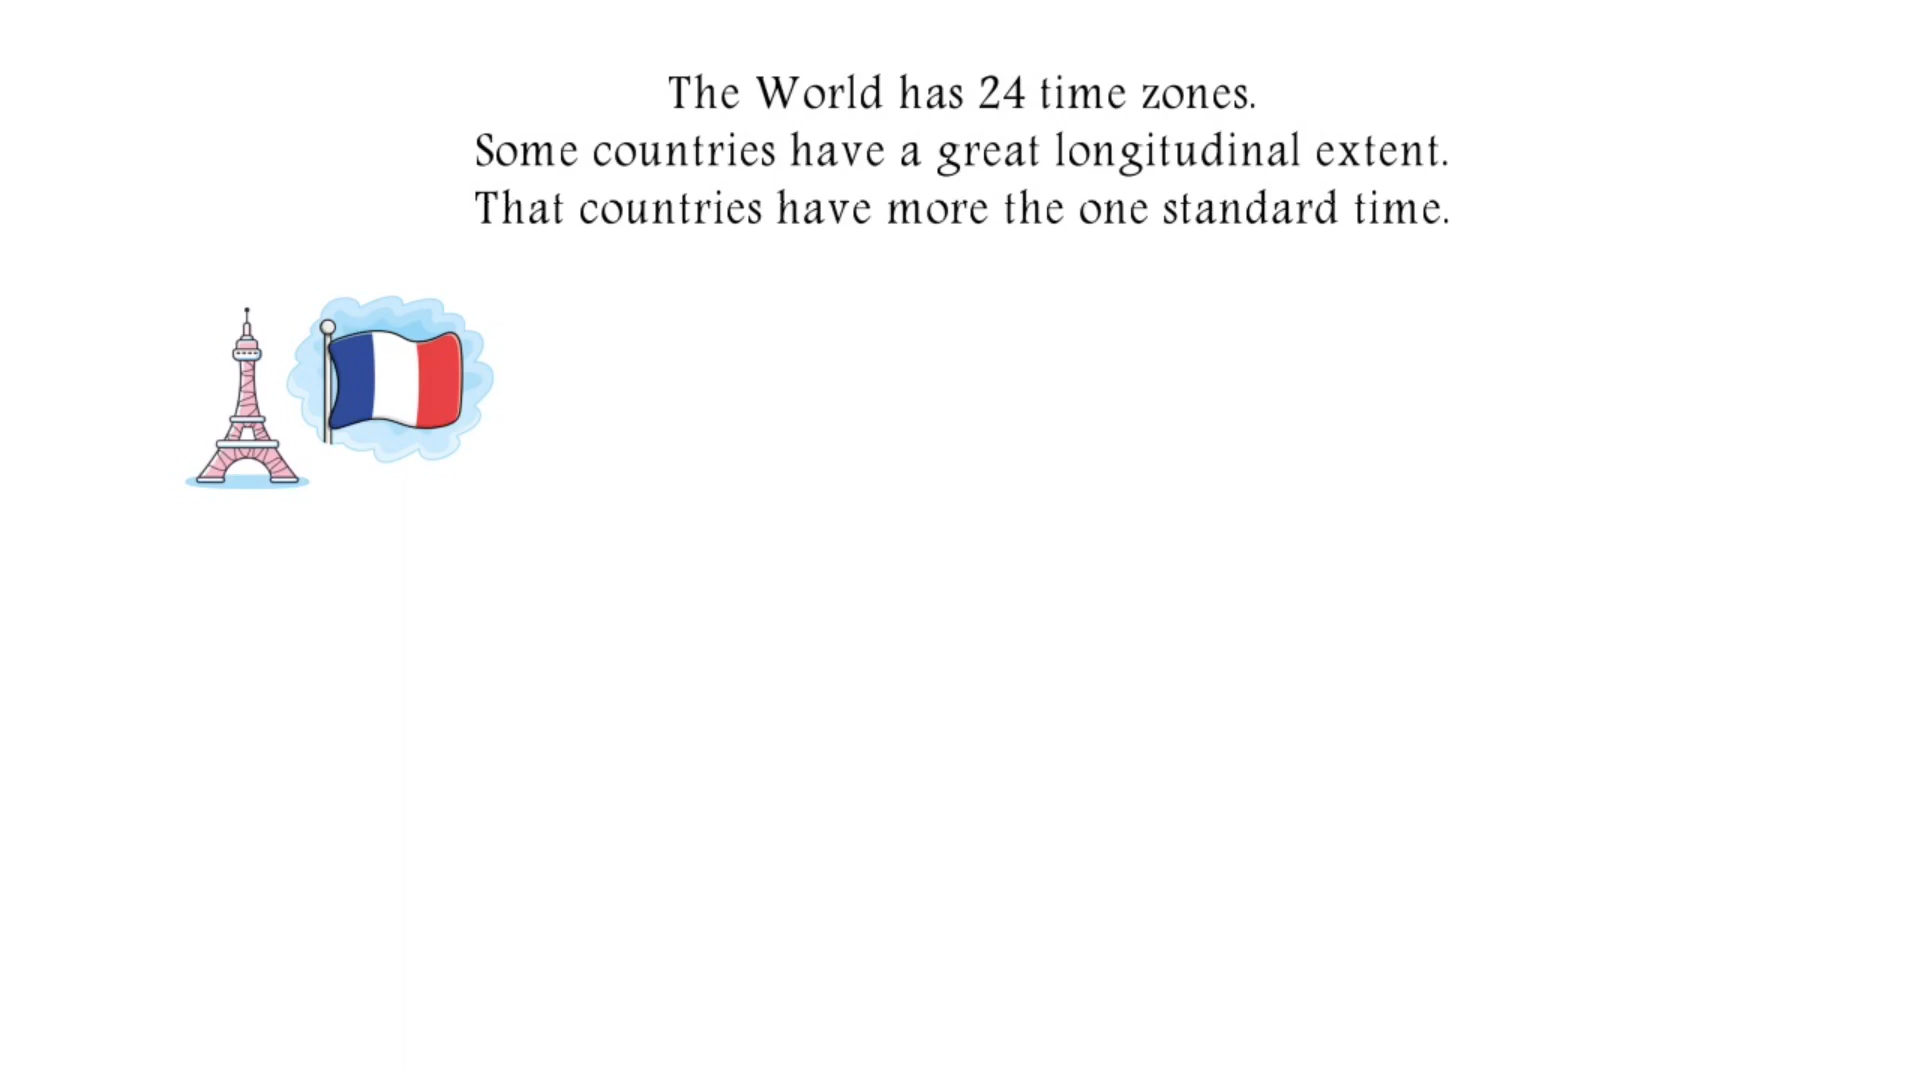 The World has 24 time zones.
Some countries have a great longitudinal extent.
That countries have more the one standard time.